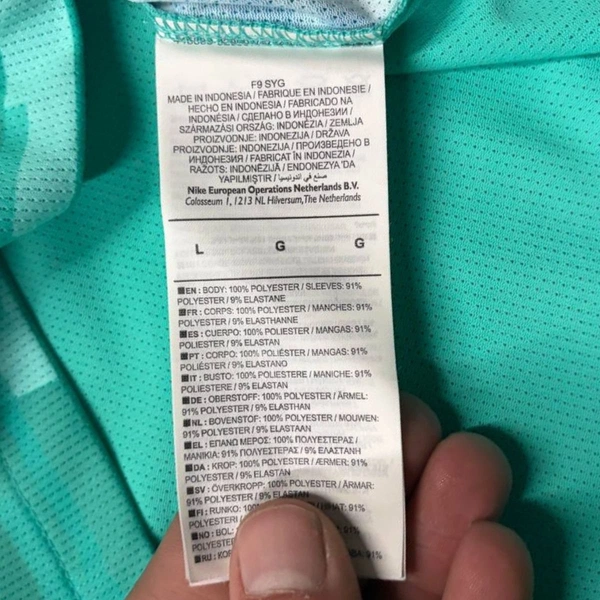 F9 SYG
MADE IN INDONESIA / FABRIQUE EN INDONESIE /
HECHO EN INDONESIA / FABRICADO NA
INDONÉSIA / СДЕЛАНО В ИНДОНЕЗИИ /
SZÁRMAZÁSI ORSZÁG: INDONÉZIA / ZEMLJA
PROIZVODNJE: INDONEZIJA / DRŽAVA
PROIZVODNJE: INDONEZIJA / ПРОИЗВЕДЕНО В
ИНДОНЕЗИЯ / FABRICAT ÎN INDONEZIA /
RAŽOTS: INDONĒZIJĀ / ENDONEZYA 'DA
YAPILMIŞTIR / صنع في أندونيسيا
Nike European Operations Netherlands B.V.
Colosseum 1, 1213 NL Hilversum, The Netherlands
L G G
EN : BODY: 100% POLYESTER / SLEEVES: 91%
POLYESTER / 9% ELASTANE
FR : CORPS: 100% POLYESTER / MANCHES: 91%
POLYESTER / 9% ELASTHANNE
ES : CUERPO: 100% POLIESTER / MANGAS: 91%
POLIESTER / 9% ELASTAN
PT : CORPO: 100% POLIÉSTER / MANGAS: 91%
POLIÉSTER / 9% ELASTANO
IT : BUSTO: 100% POLIESTERE / MANICHE: 91%
POLIESTERE / 9% ELASTAN
DE : OBERSTOFF: 100% POLYESTER / ÄRMEL:
91% POLYESTER / 9% ELASTHAN
NL : BOVENSTOF: 100% POLYESTER / MOUWEN:
91% POLYESTER / 9% ELASTAAN
EL : ΕΠΑΝΩ ΜΕΡΟΣ: 100% ΠΟΛΥΕΣΤΕΡΑΣ /
ΜΑΝΙΚΙΑ: 91% ΠΟΛΥΕΣΤΕΡΑΣ / 9% ΕΛΑΣΤΑΝΗ
DA : KROP: 100% POLYESTER / ÆRMER: 91%
POLYESTER / 9% ELASTAN
SV : ÖVERKROPP: 100% POLYESTER / ÄRMAR:
91% POLYESTER / 9% ELASTAN
FI : RUNKO: 91%
POLYESTERI
NO : BOL: 91%
POLYESTE
RU : 91%